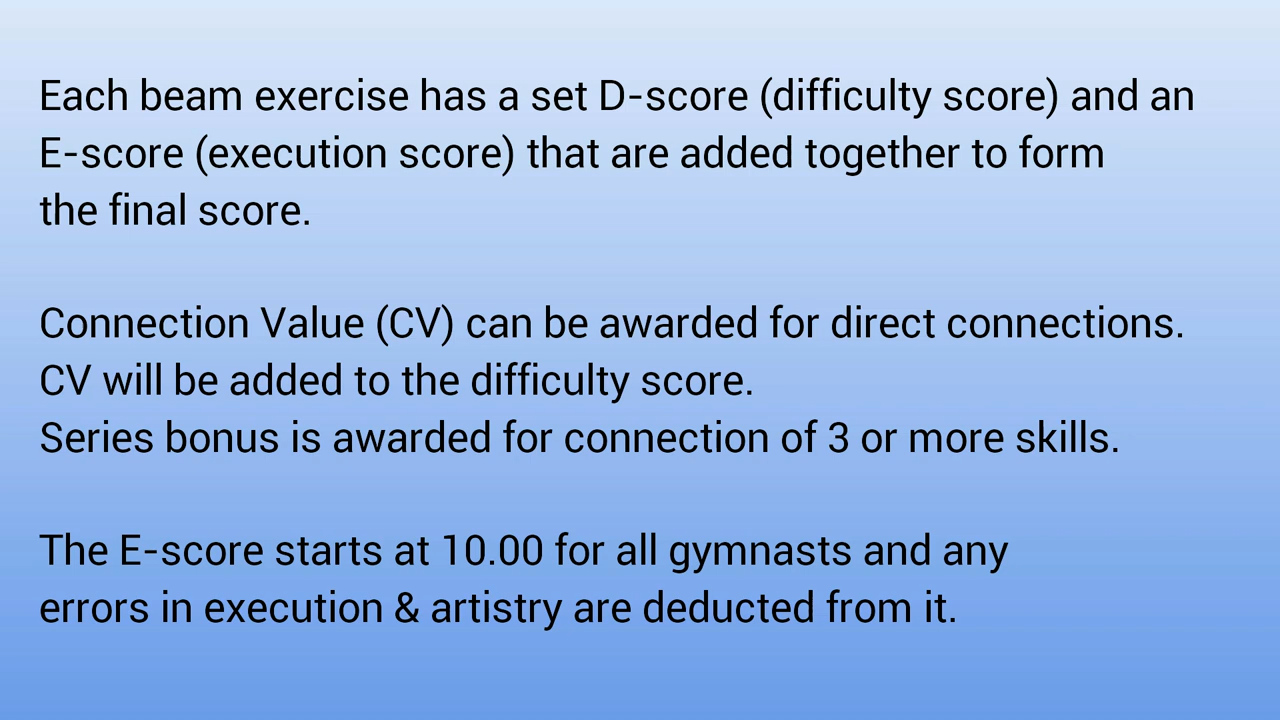 Each beam exercise has a set D-score (difficulty score) and an
E-score (execution score) that are added together to form
the final score.
Connection Value (CV) can be awarded for direct connections.
CV will be added to the difficulty score.
Series bonus is awarded for connection of 3 or more skills.
The E-score starts at 10.00 for all gymnasts and any
errors in execution & artistry are deducted from it.